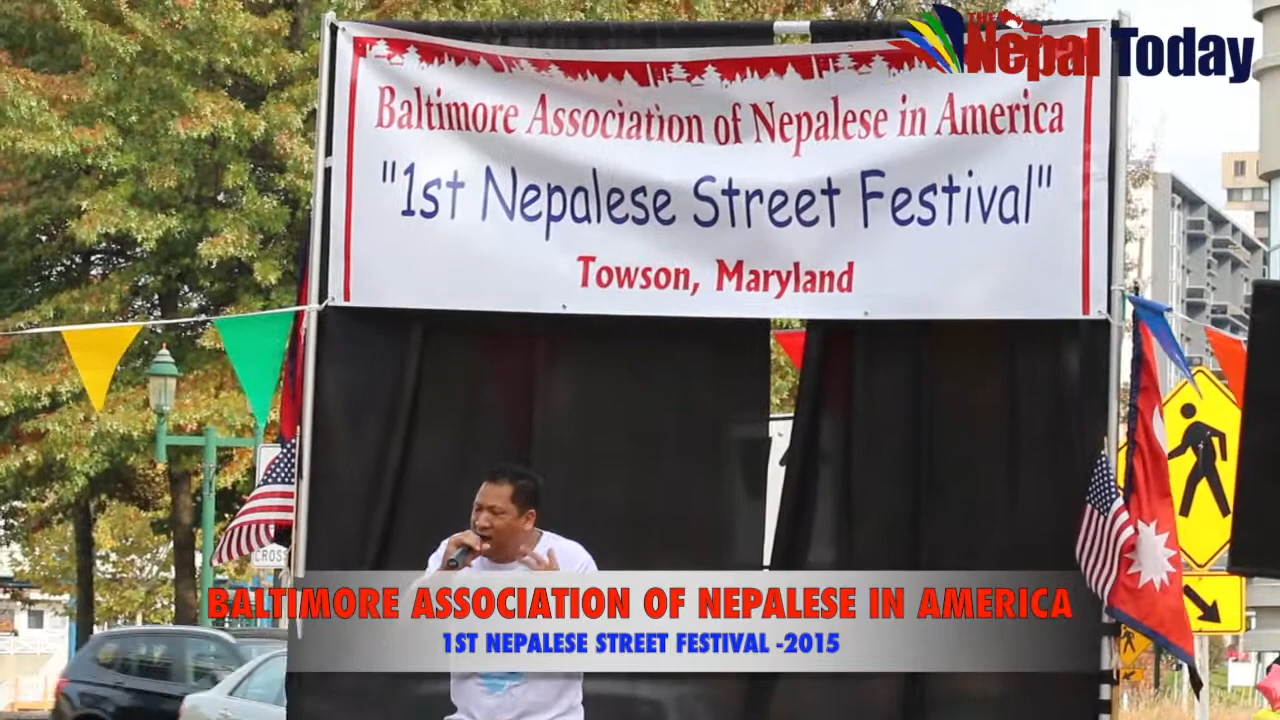 THE
Nepal Today
Baltimore Association of Nepalese in America
"1st Nepalese Street Festival"
Towson, Maryland
CROSS
BALTIMORE ASSOCIATION OF NEPALESE IN AMERICA
1ST NEPALESE STREET FESTIVAL -2015